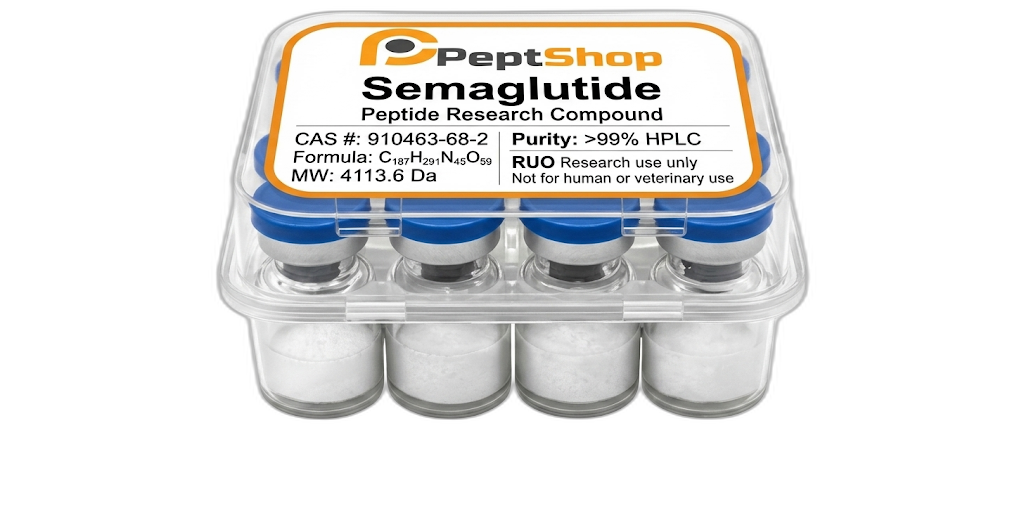 PeptShop
Semaglutide
Peptide Research Compound
CAS #: 910463-68-2
Formula: C₁₈₇H₂₉₁N₄₅O₅₉
MW: 4113.6 Da
Purity: >99% HPLC
RUO Research use unly
Not for human or veterinary use